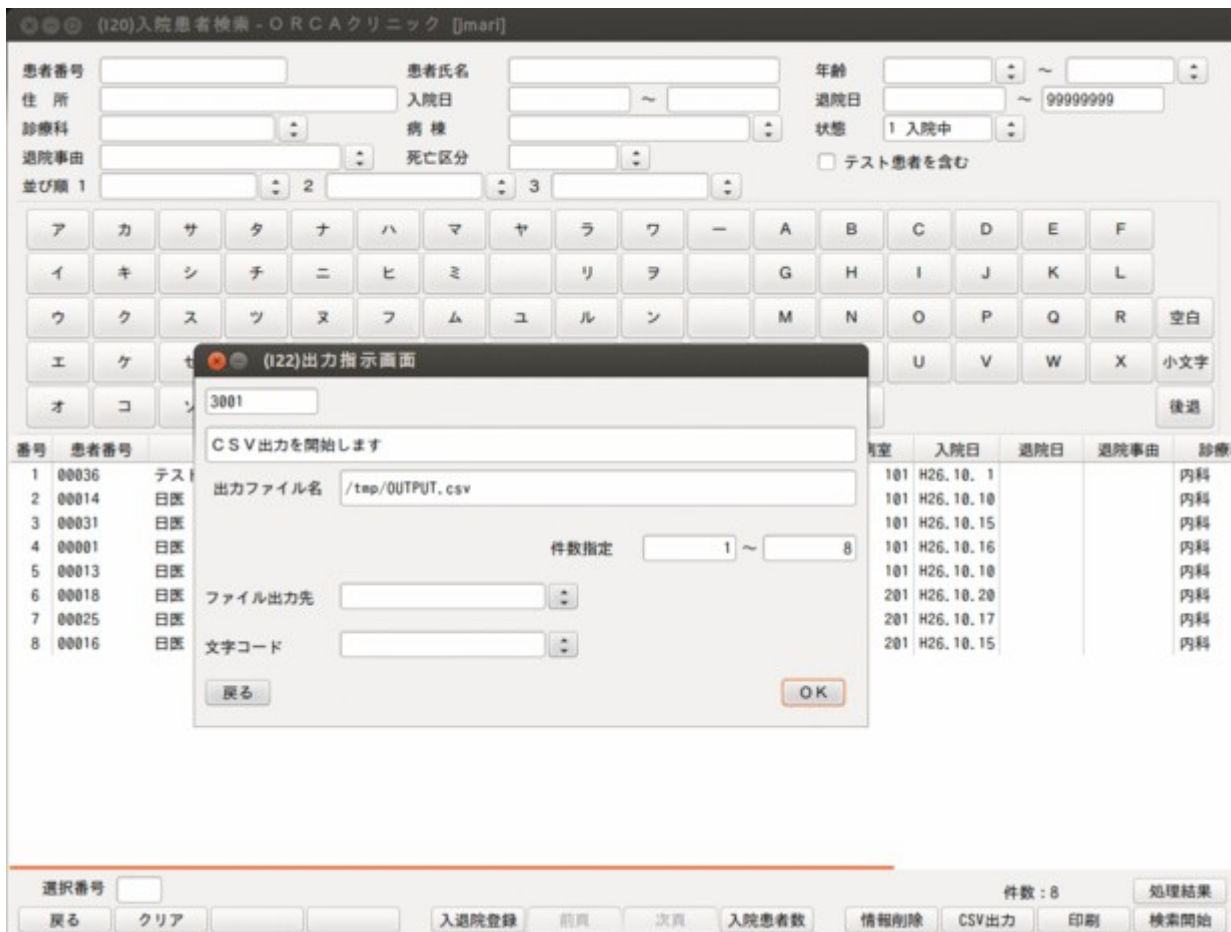 (I20)入院患者検索 - ＯＲＣＡクリニック [jmari]
患者番号 患者氏名 年齢 ～
住 所 入院日 ～ 退院日 ～ 99999999
診療科 病 棟 状態 1 入院中
退院事由 死亡区分 テスト患者を含む
並び順 1 2 3
ア カ サ タ ナ ハ マ ヤ ラ ワ ー A B C D E F
イ キ シ チ ニ ヒ ミ リ ヲ G H I J K L
ウ ク ス ツ ヌ フ ム ユ ル ン M N O P Q R 空白
エ ケ U V W X 小文字
オ コ 後退
(I22)出力指示画面
3001
ＣＳＶ出力を開始します
出力ファイル名 /tmp/OUTPUT.csv
件数指定 1 ～ 8
ファイル出力先
文字コード
戻る ＯＫ
番号 患者番号 入院日 退院日 退院事由 診療
1 00036 テスト 101 H26.10. 1 内科
2 00014 日医 101 H26.10.10 内科
3 00031 日医 101 H26.10.15 内科
4 00001 日医 101 H26.10.16 内科
5 00013 日医 101 H26.10.10 内科
6 00018 日医 201 H26.10.20 内科
7 00025 日医 201 H26.10.17 内科
8 00016 日医 201 H26.10.15 内科
選択番号 件数：8 処理結果
戻る クリア 入退院登録 前頁 次頁 入院患者数 情報削除 CSV出力 印刷 検索開始